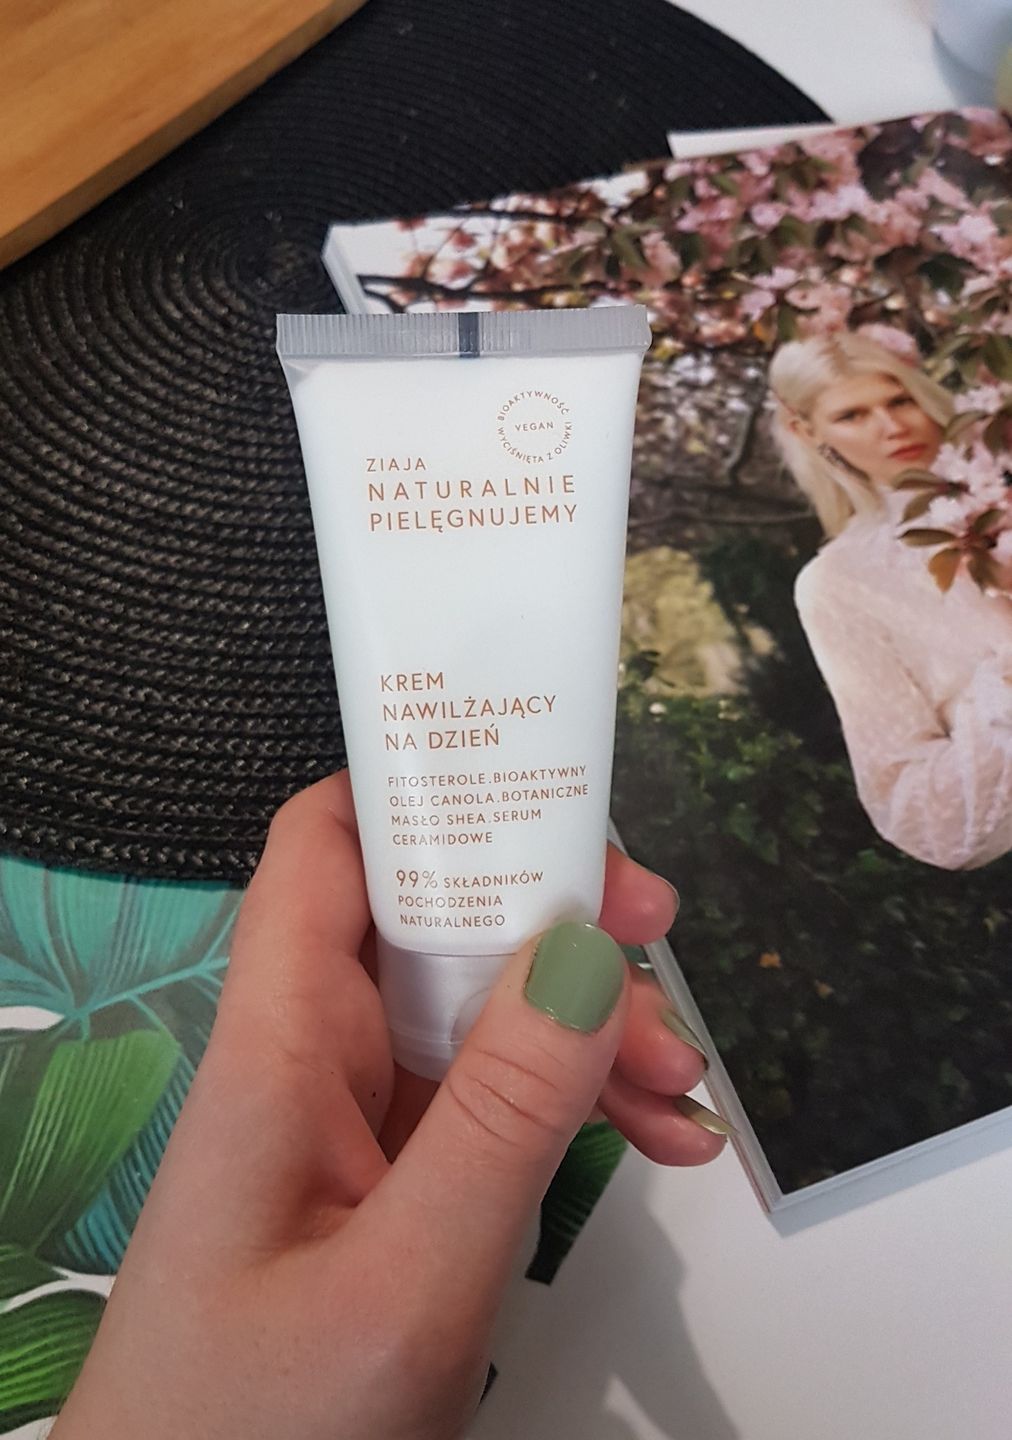 BIOAKTYWNOŚĆ
VEGAN
WYCIŚNIĘTA Z OLIWKI
ZIAJA
NATURALNIE
PIELĘGNUJEMY
KREM
NAWILŻAJĄCY
NA DZIEŃ
FITOSTEROLE.BIOAKTYWNY
OLEJ CANOLA.BOTANICZNE
MASŁO SHEA.SERUM
CERAMIDOWE
99% SKŁADNIKÓW
POCHODZENIA
NATURALNEGO